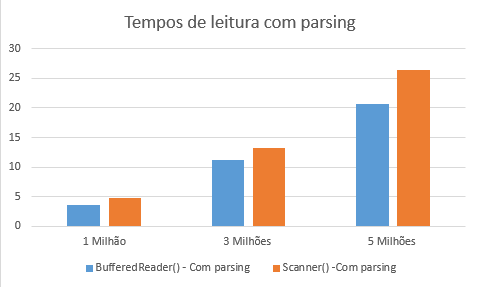 Tempos de leitura com parsing
30
25
20
15
10
5
0
1 Milhão 3 Milhões 5 Milhões
BufferedReader() - Com parsing Scanner() -Com parsing